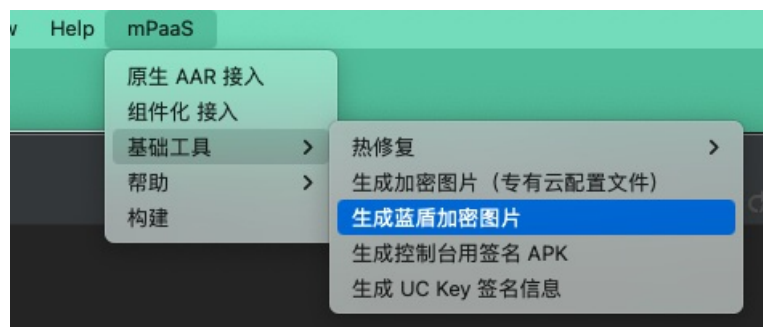 Help mPaaS
原生 AAR 接入
组件化 接入
基础工具
帮助
构建
热修复
生成加密图片（专有云配置文件）
生成蓝盾加密图片
生成控制台用签名 APK
生成 UC Key 签名信息